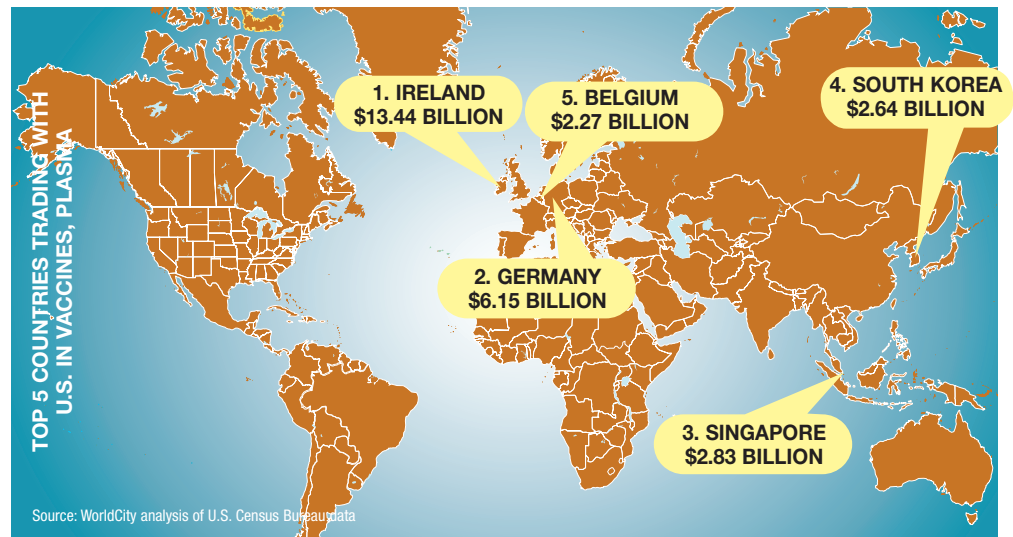 TOP 5 COUNTRIES TRADING WITH
U.S. IN VACCINES, PLASMA
1. IRELAND
$13.44 BILLION
5. BELGIUM
$2.27 BILLION
4. SOUTH KOREA
$2.64 BILLION
2. GERMANY
$6.15 BILLION
3. SINGAPORE
$2.83 BILLION
Source: WorldCity analysis of U.S. Census Bureau data